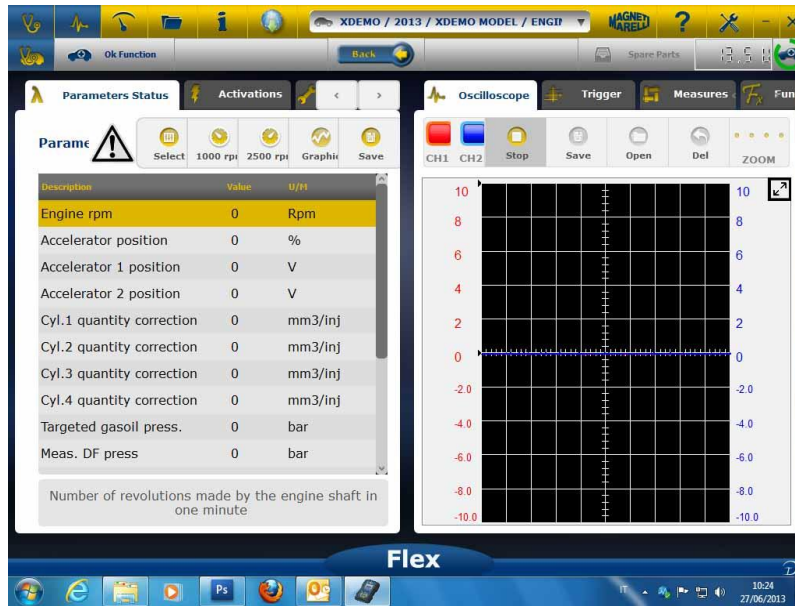 XDEMO / 2013 / XDEMO MODEL / ENGIN
MAGNETI
MARELLI
?
Ok Function
Back
Spare Parts
Parameters Status
Activations
Oscilloscope
Trigger
Measures
Fx
Fun
Parame
Select
1000 rpm
2500 rpm
Graphic
Save
CH1
CH2
Stop
Save
Open
Del
ZOOM
Description Value U/M
Engine rpm 0 Rpm
Accelerator position 0 %
Accelerator 1 position 0 V
Accelerator 2 position 0 V
Cyl.1 quantity correction 0 mm3/inj
Cyl.2 quantity correction 0 mm3/inj
Cyl.3 quantity correction 0 mm3/inj
Cyl.4 quantity correction 0 mm3/inj
Targeted gasoil press. 0 bar
Meas. DF press 0 bar
Number of revolutions made by the engine shaft in
one minute
10 10
8 8
6 6
4 4
2 2
0 0
-2.0 -2.0
-4.0 -4.0
-6.0 -6.0
-8.0 -8.0
-10.0 -10.0
Flex
Ps
IT
10:24
27/06/2013